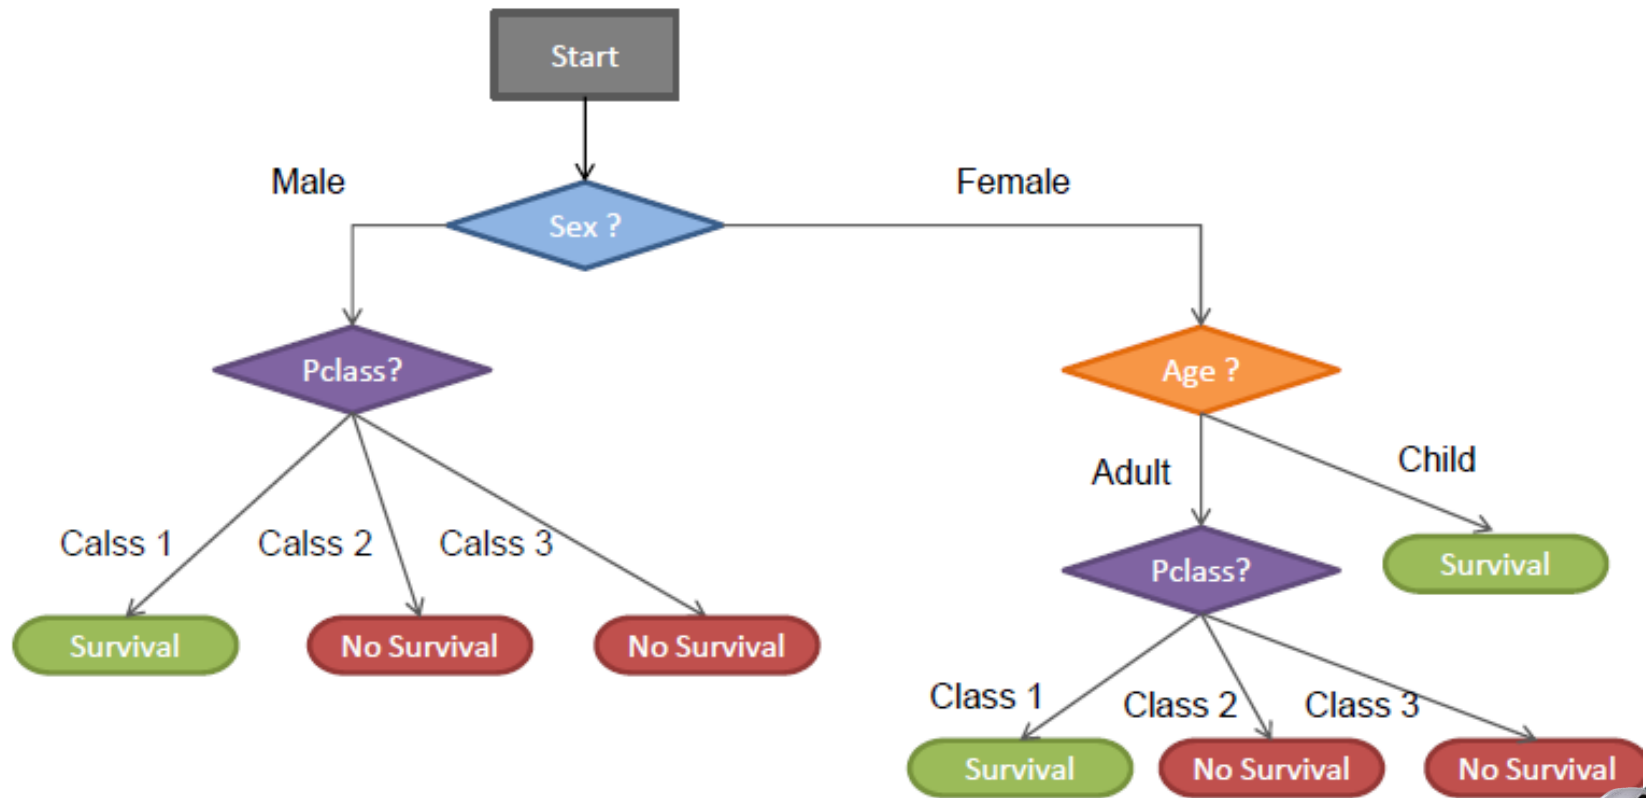 Start
Male
Female
Sex ?
Pclass?
Age ?
Adult
Child
Calss 1
Calss 2
Calss 3
Pclass?
Survival
Survival
No Survival
No Survival
Class 1
Class 2
Class 3
Survival
No Survival
No Survival